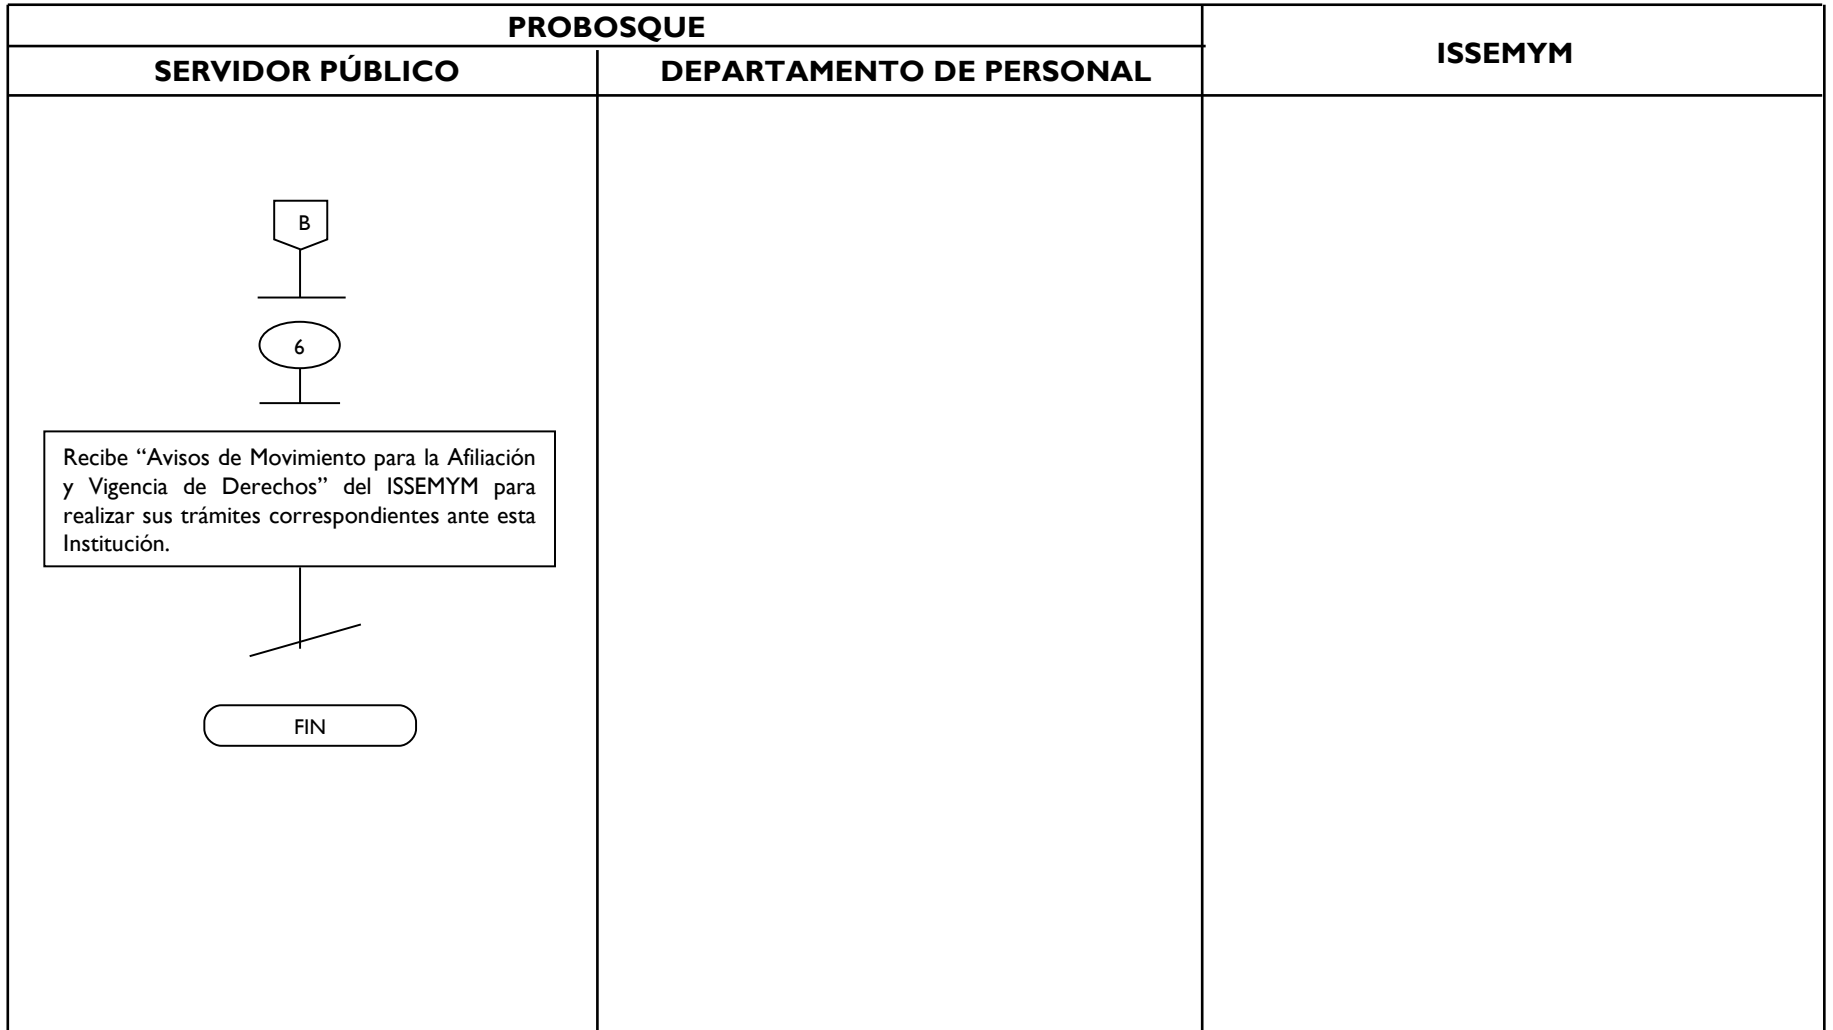 PROBOSQUE
ISSEMYM
SERVIDOR PÚBLICO
DEPARTAMENTO DE PERSONAL
B
6
Recibe “Avisos de Movimiento para la Afiliación
y Vigencia de Derechos” del ISSEMYM para
realizar sus trámites correspondientes ante esta
Institución.
FIN